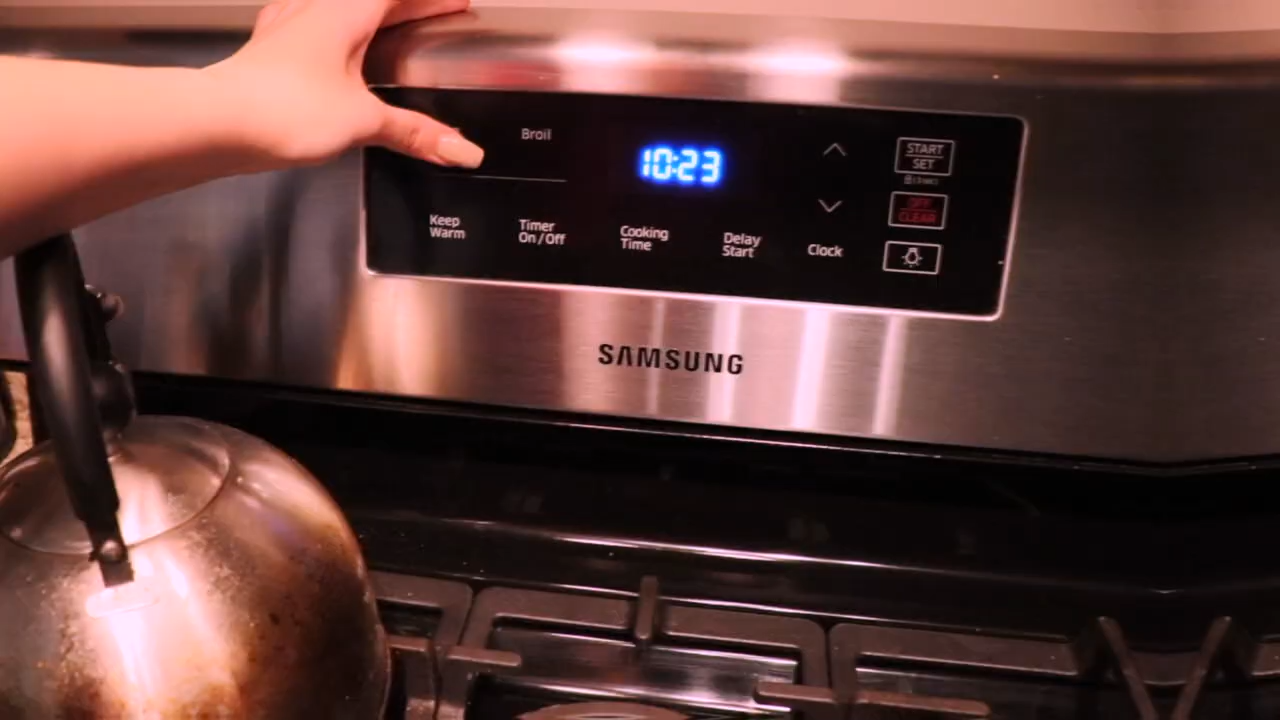 Broil
10:23
START
SET
OFF
CLEAR
Keep
Warm
Timer
On/Off
Cooking
Time
Delay
Start
Clock
SAMSUNG